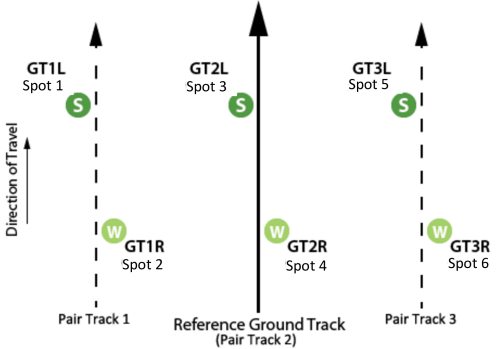 GT1L
Spot 1
S
GT2L
Spot 3
S
GT3L
Spot 5
S
Direction of Travel
W
GT1R
Spot 2
W
GT2R
Spot 4
W
GT3R
Spot 6
Pair Track 1
Reference Ground Track
(Pair Track 2)
Pair Track 3